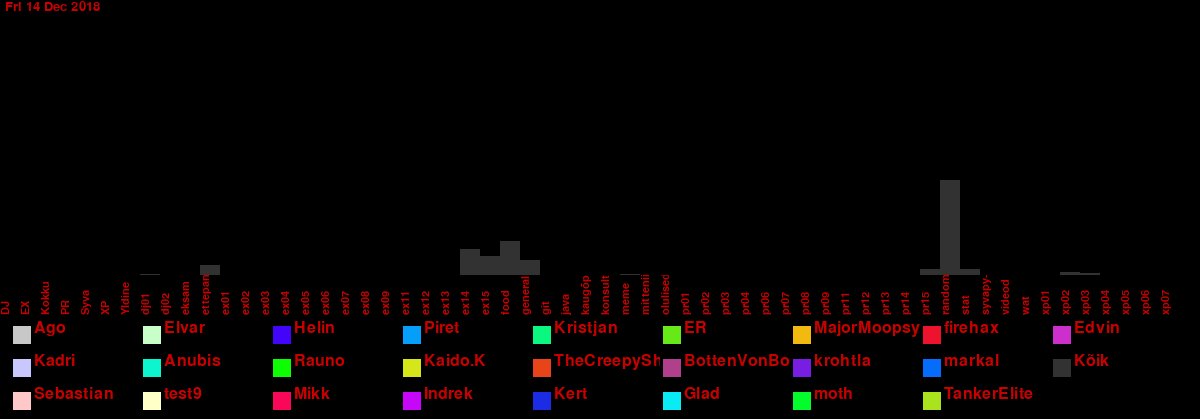 Fri 14 Dec 2018
DJ
EX
Kokku
PR
Syva
XP
Yldine
dj01
dj02
eksam
ettepan
ex01
ex02
ex03
ex04
ex05
ex06
ex07
ex08
ex09
ex11
ex12
ex13
ex14
ex15
food
general
git
java
kaugõp
konsult
meme
mitteni
olulised
pr01
pr02
pr03
pr04
pr06
pr07
pr08
pr09
pr11
pr12
pr13
pr14
pr15
random
stat
syvapy-
videod
wat
xp01
xp02
xp03
xp04
xp05
xp06
xp07
Ago Elvar Helin Piret Kristjan ER MajorMoopsy firehax Edvin
Kadri Anubis Rauno Kaido.K TheCreepySh BottenVonBo krohtla markal Kõik
Sebastian test9 Mikk Indrek Kert Glad moth TankerElite